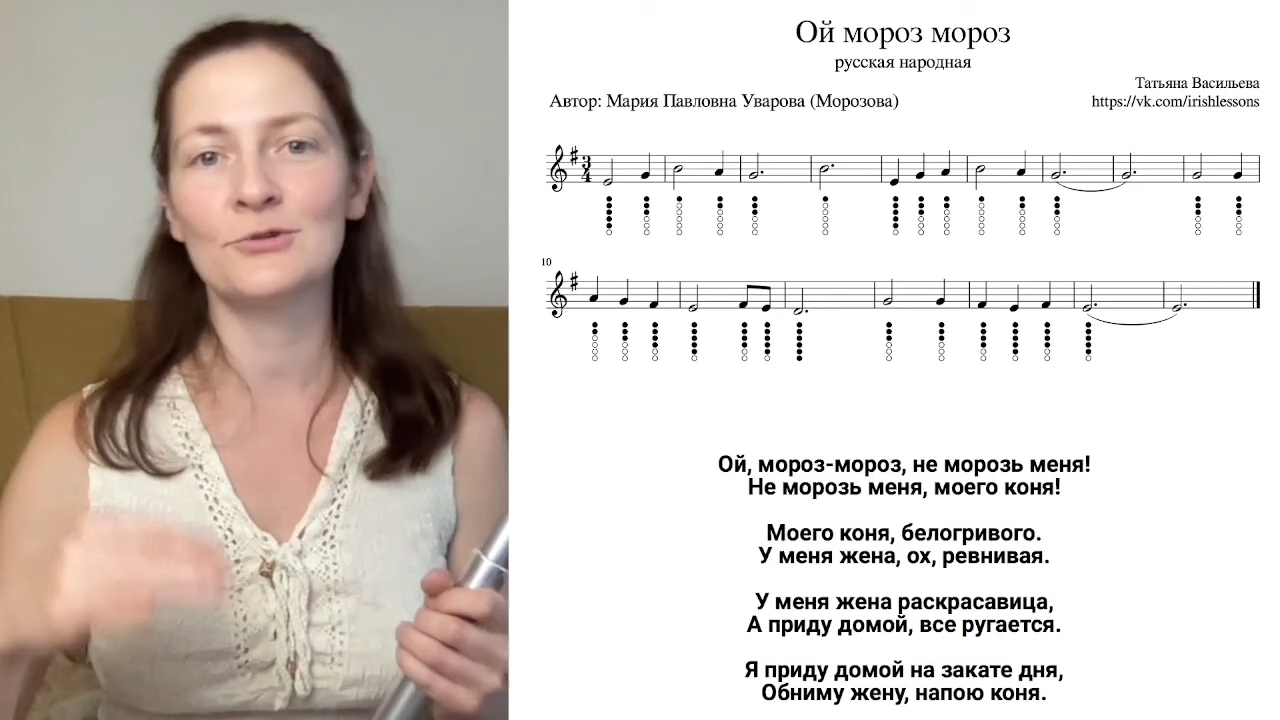 Ой мороз мороз
русская народная
Татьяна Васильева
Автор: Мария Павловна Уварова (Морозова)
https://vk.com/irishlessons
3
4
10
Ой, мороз-мороз, не морозь меня!
Не морозь меня, моего коня!
Моего коня, белогривого.
У меня жена, ох, ревнивая.
У меня жена раскрасавица,
А приду домой, все ругается.
Я приду домой на закате дня,
Обниму жену, напою коня.